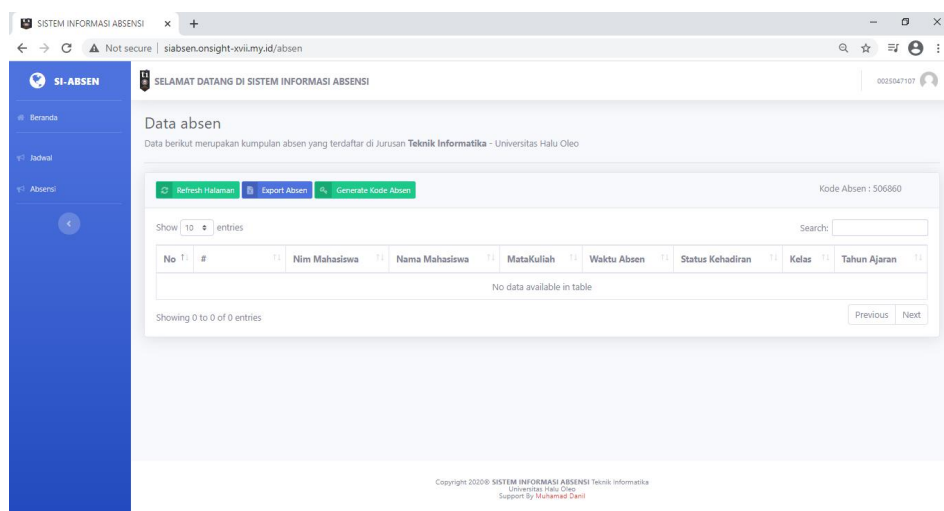 SISTEM INFORMASI ABSENSI
Not secure | siabsen.onsight-xvii.my.id/absen
SI-ABSEN
SELAMAT DATANG DI SISTEM INFORMASI ABSENSI
0025047107
Beranda
Jadwal
Absensi
Data absen
Data berikut merupakan kumpulan absen yang terdaftar di Jurusan Teknik Informatika - Universitas Halu Oleo
Refresh Halaman Export Absen Generate Kode Absen
Kode Absen : 506860
Show 10 entries
Search:
No # Nim Mahasiswa Nama Mahasiswa MataKuliah Waktu Absen Status Kehadiran Kelas Tahun Ajaran
No data available in table
Showing 0 to 0 of 0 entries
Previous Next
Copyright 2020® SISTEM INFORMASI ABSENSI Teknik Informatika
Universitas Halu Oleo
Support By Muhamad Danil